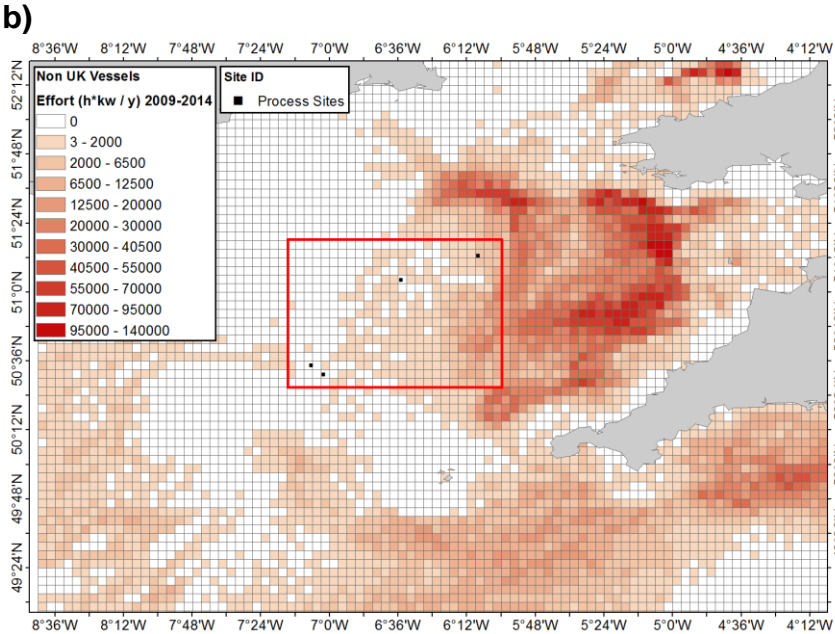 b)
8°36'W 8°12'W 7°48'W 7°24'W 7°0'W 6°36'W 6°12'W 5°48'W 5°24'W 5°0'W 4°36'W 4°12'W
Non UK Vessels
Effort (h*kw / y) 2009-2014
0
3 - 2000
2000 - 6500
6500 - 12500
12500 - 20000
20000 - 30000
30000 - 40500
40500 - 55000
55000 - 70000
70000 - 95000
95000 - 140000
Site ID
Process Sites
52°12'N
51°48'N
51°24'N
51°0'N
50°36'N
50°12'N
49°48'N
49°24'N
8°36'W 8°12'W 7°48'W 7°24'W 7°0'W 6°36'W 6°12'W 5°48'W 5°24'W 5°0'W 4°36'W 4°12'W